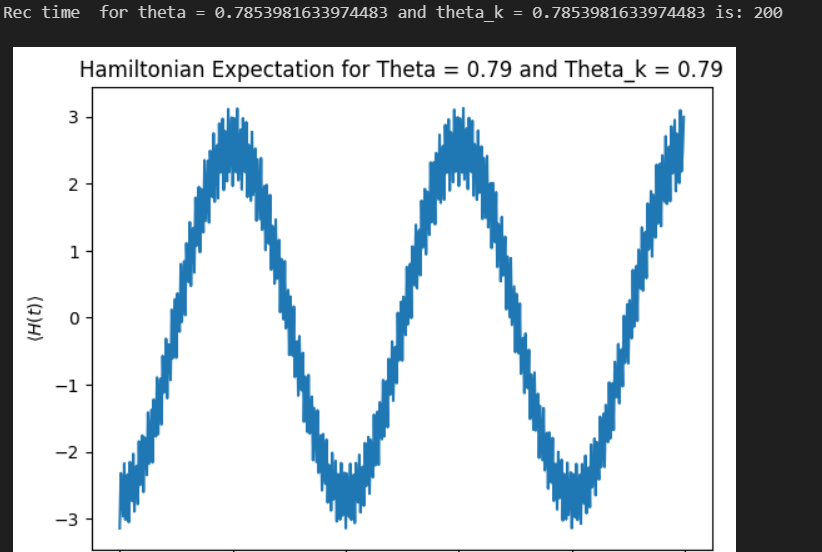 Rec time  for theta = 0.7853981633974483 and theta_k = 0.7853981633974483 is: 200
Hamiltonian Expectation for Theta = 0.79 and Theta_k = 0.79
3
2
1
0
−1
−2
−3
⟨H(t)⟩